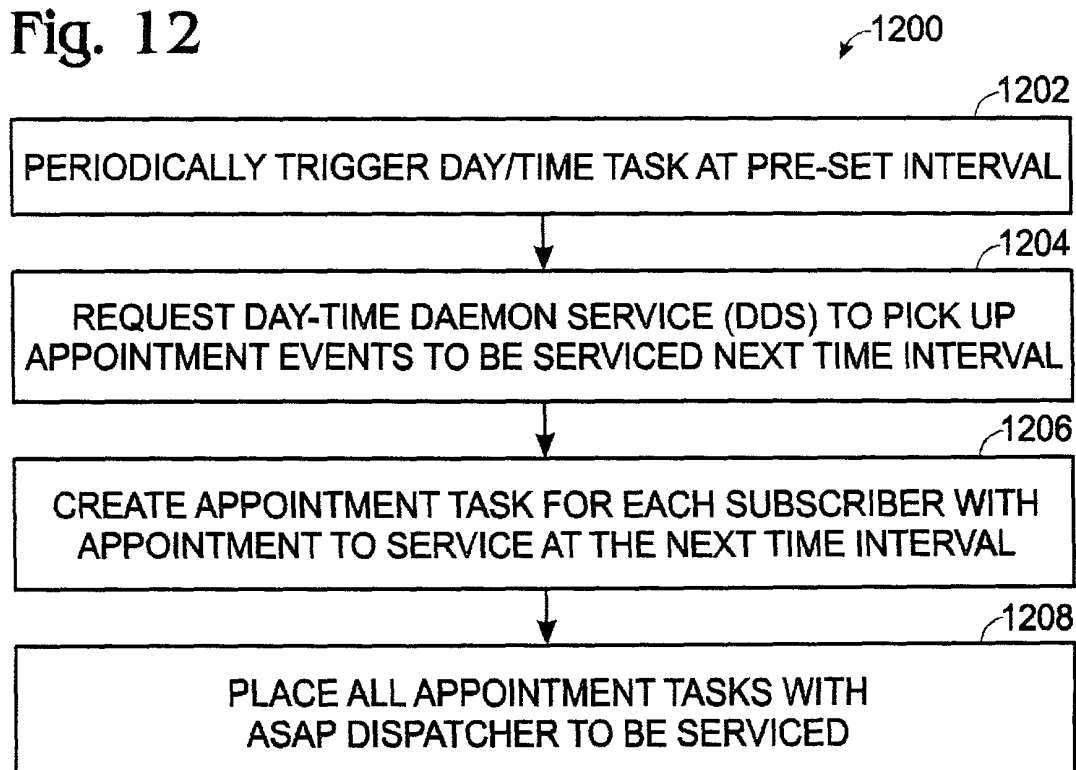 Fig. 12
1200
1202
PERIODICALLY TRIGGER DAY/TIME TASK AT PRE-SET INTERVAL
1204
REQUEST DAY-TIME DAEMON SERVICE (DDS) TO PICK UP
APPOINTMENT EVENTS TO BE SERVICED NEXT TIME INTERVAL
1206
CREATE APPOINTMENT TASK FOR EACH SUBSCRIBER WITH
APPOINTMENT TO SERVICE AT THE NEXT TIME INTERVAL
1208
PLACE ALL APPOINTMENT TASKS WITH
ASAP DISPATCHER TO BE SERVICED